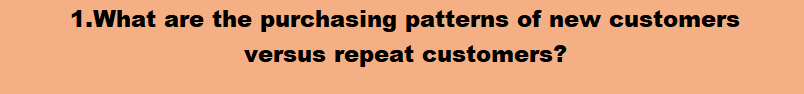 1.What are the purchasing patterns of new customers
versus repeat customers?